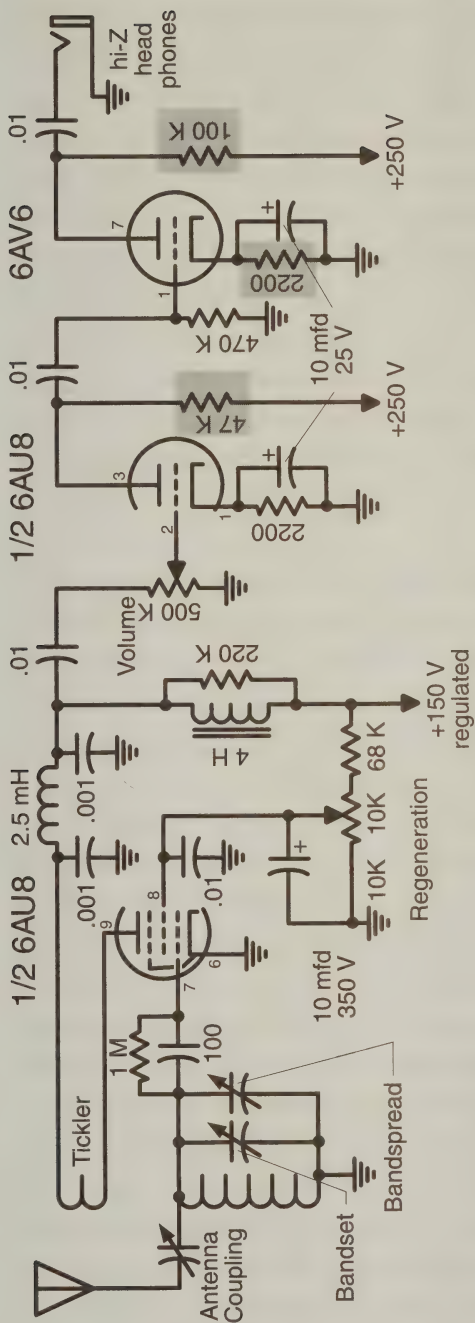 Antenna
Coupling
Bandset
Bandspread
Tickler
1 M
100
1/2 6AU8
9
8
7
6
.001
2.5 mH
.001
.01
10 mfd
350 V
10K
10K
68 K
Regeneration
+150 V
regulated
4 H
220 K
.01
Volume
500 K
1/2 6AU8
3
2
1
2200
47 K
+250 V
10 mfd
25 V
.01
470 K
6AV6
7
1
2200
100 K
+250 V
.01
hi-Z
head
phones